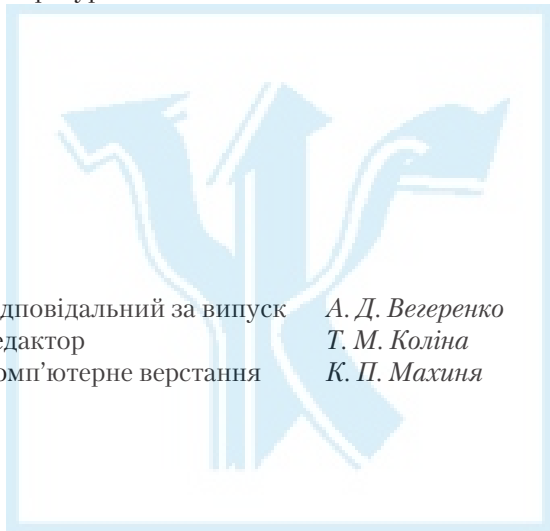 дповідальний за випуск А. Д. Вегеренко
едактор Т. М. Коліна
омп’ютерне верстання К. П. Махиня